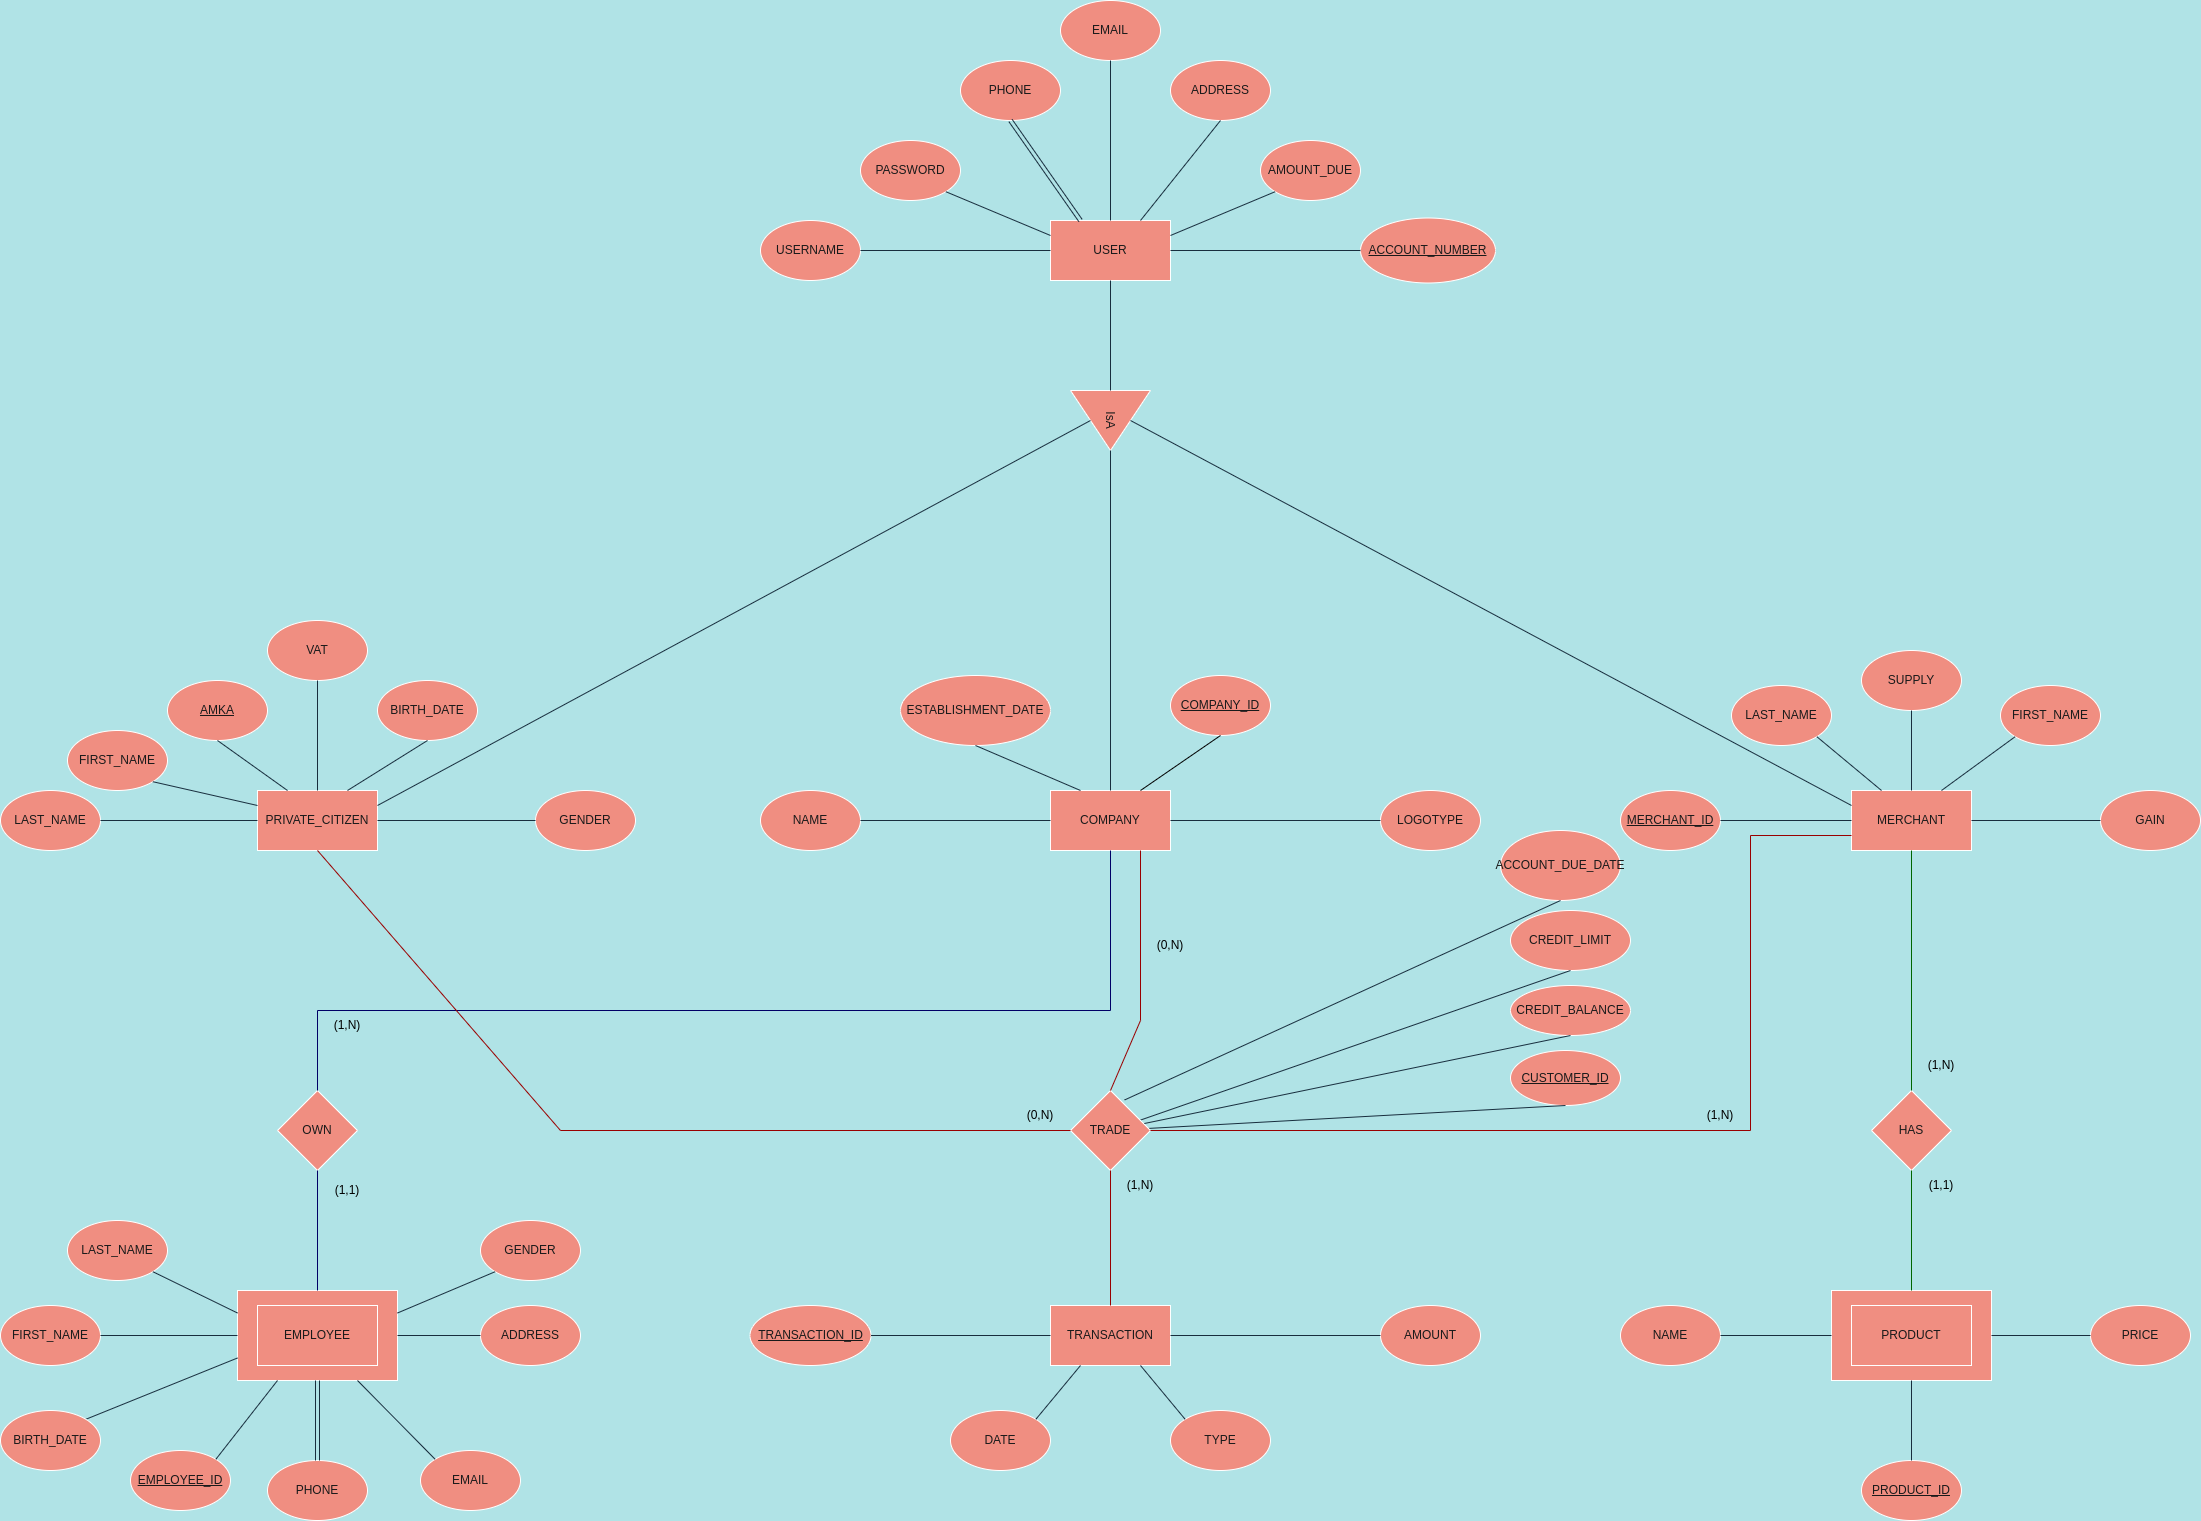 EMAIL
PHONE
ADDRESS
PASSWORD
AMOUNT_DUE
USERNAME
USER
ACCOUNT_NUMBER
IsA
VAT
AMKA
BIRTH_DATE
FIRST_NAME
LAST_NAME
PRIVATE_CITIZEN
GENDER
ESTABLISHMENT_DATE
COMPANY_ID
NAME
COMPANY
LOGOTYPE
SUPPLY
LAST_NAME
FIRST_NAME
MERCHANT_ID
MERCHANT
GAIN
ACCOUNT_DUE_DATE
CREDIT_LIMIT
CREDIT_BALANCE
CUSTOMER_ID
(0,N)
(1,N)
(1,N)
(0,N)
(1,N)
OWN
TRADE
HAS
(1,1)
(1,N)
(1,1)
LAST_NAME
GENDER
FIRST_NAME
EMPLOYEE
ADDRESS
BIRTH_DATE
EMPLOYEE_ID
PHONE
EMAIL
TRANSACTION_ID
TRANSACTION
AMOUNT
DATE
TYPE
NAME
PRODUCT
PRICE
PRODUCT_ID